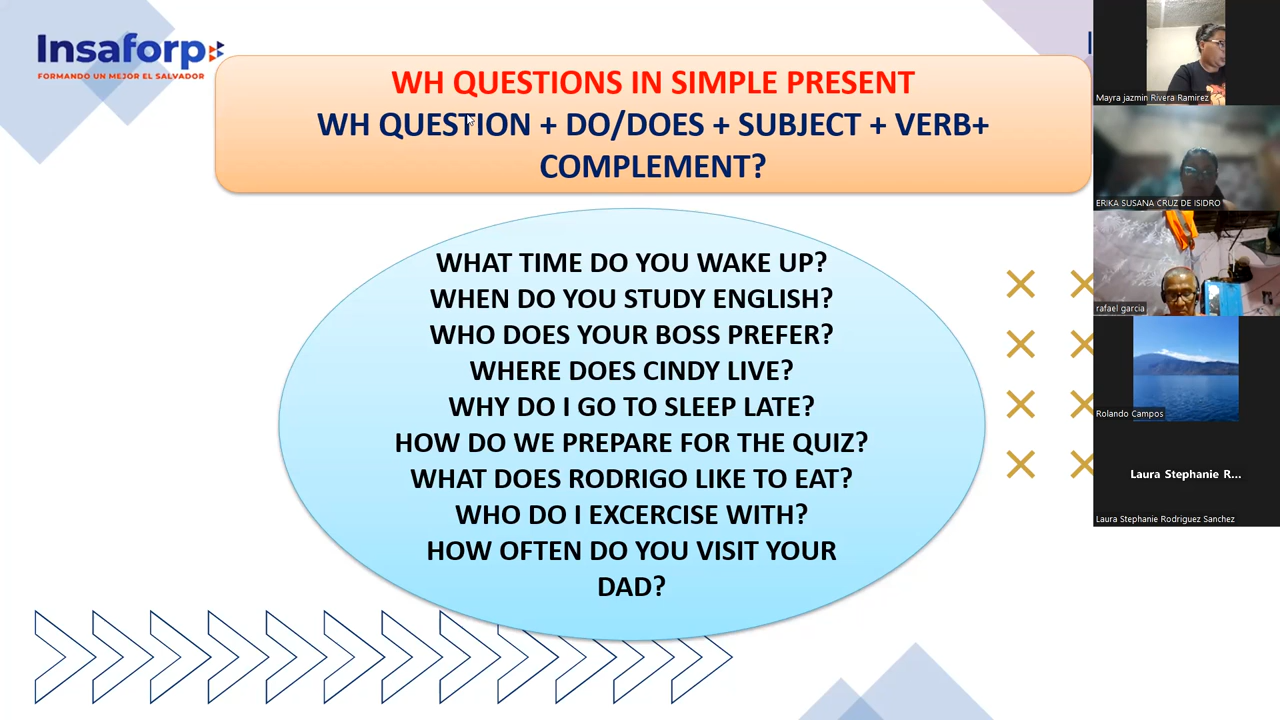 Insaforp
FORMANDO UN MEJOR EL SALVADOR
WH QUESTIONS IN SIMPLE PRESENT
WH QUESTION + DO/DOES + SUBJECT + VERB+
COMPLEMENT?
WHAT TIME DO YOU WAKE UP?
WHEN DO YOU STUDY ENGLISH?
WHO DOES YOUR BOSS PREFER?
WHERE DOES CINDY LIVE?
WHY DO I GO TO SLEEP LATE?
HOW DO WE PREPARE FOR THE QUIZ?
WHAT DOES RODRIGO LIKE TO EAT?
WHO DO I EXCERCISE WITH?
HOW OFTEN DO YOU VISIT YOUR
DAD?
Mayra jazmin Rivera Ramirez
ERIKA SUSANA CRUZ DE ISIDRO
rafael garcia
Rolando Campos
Laura Stephanie R...
Laura Stephanie Rodriguez Sanchez